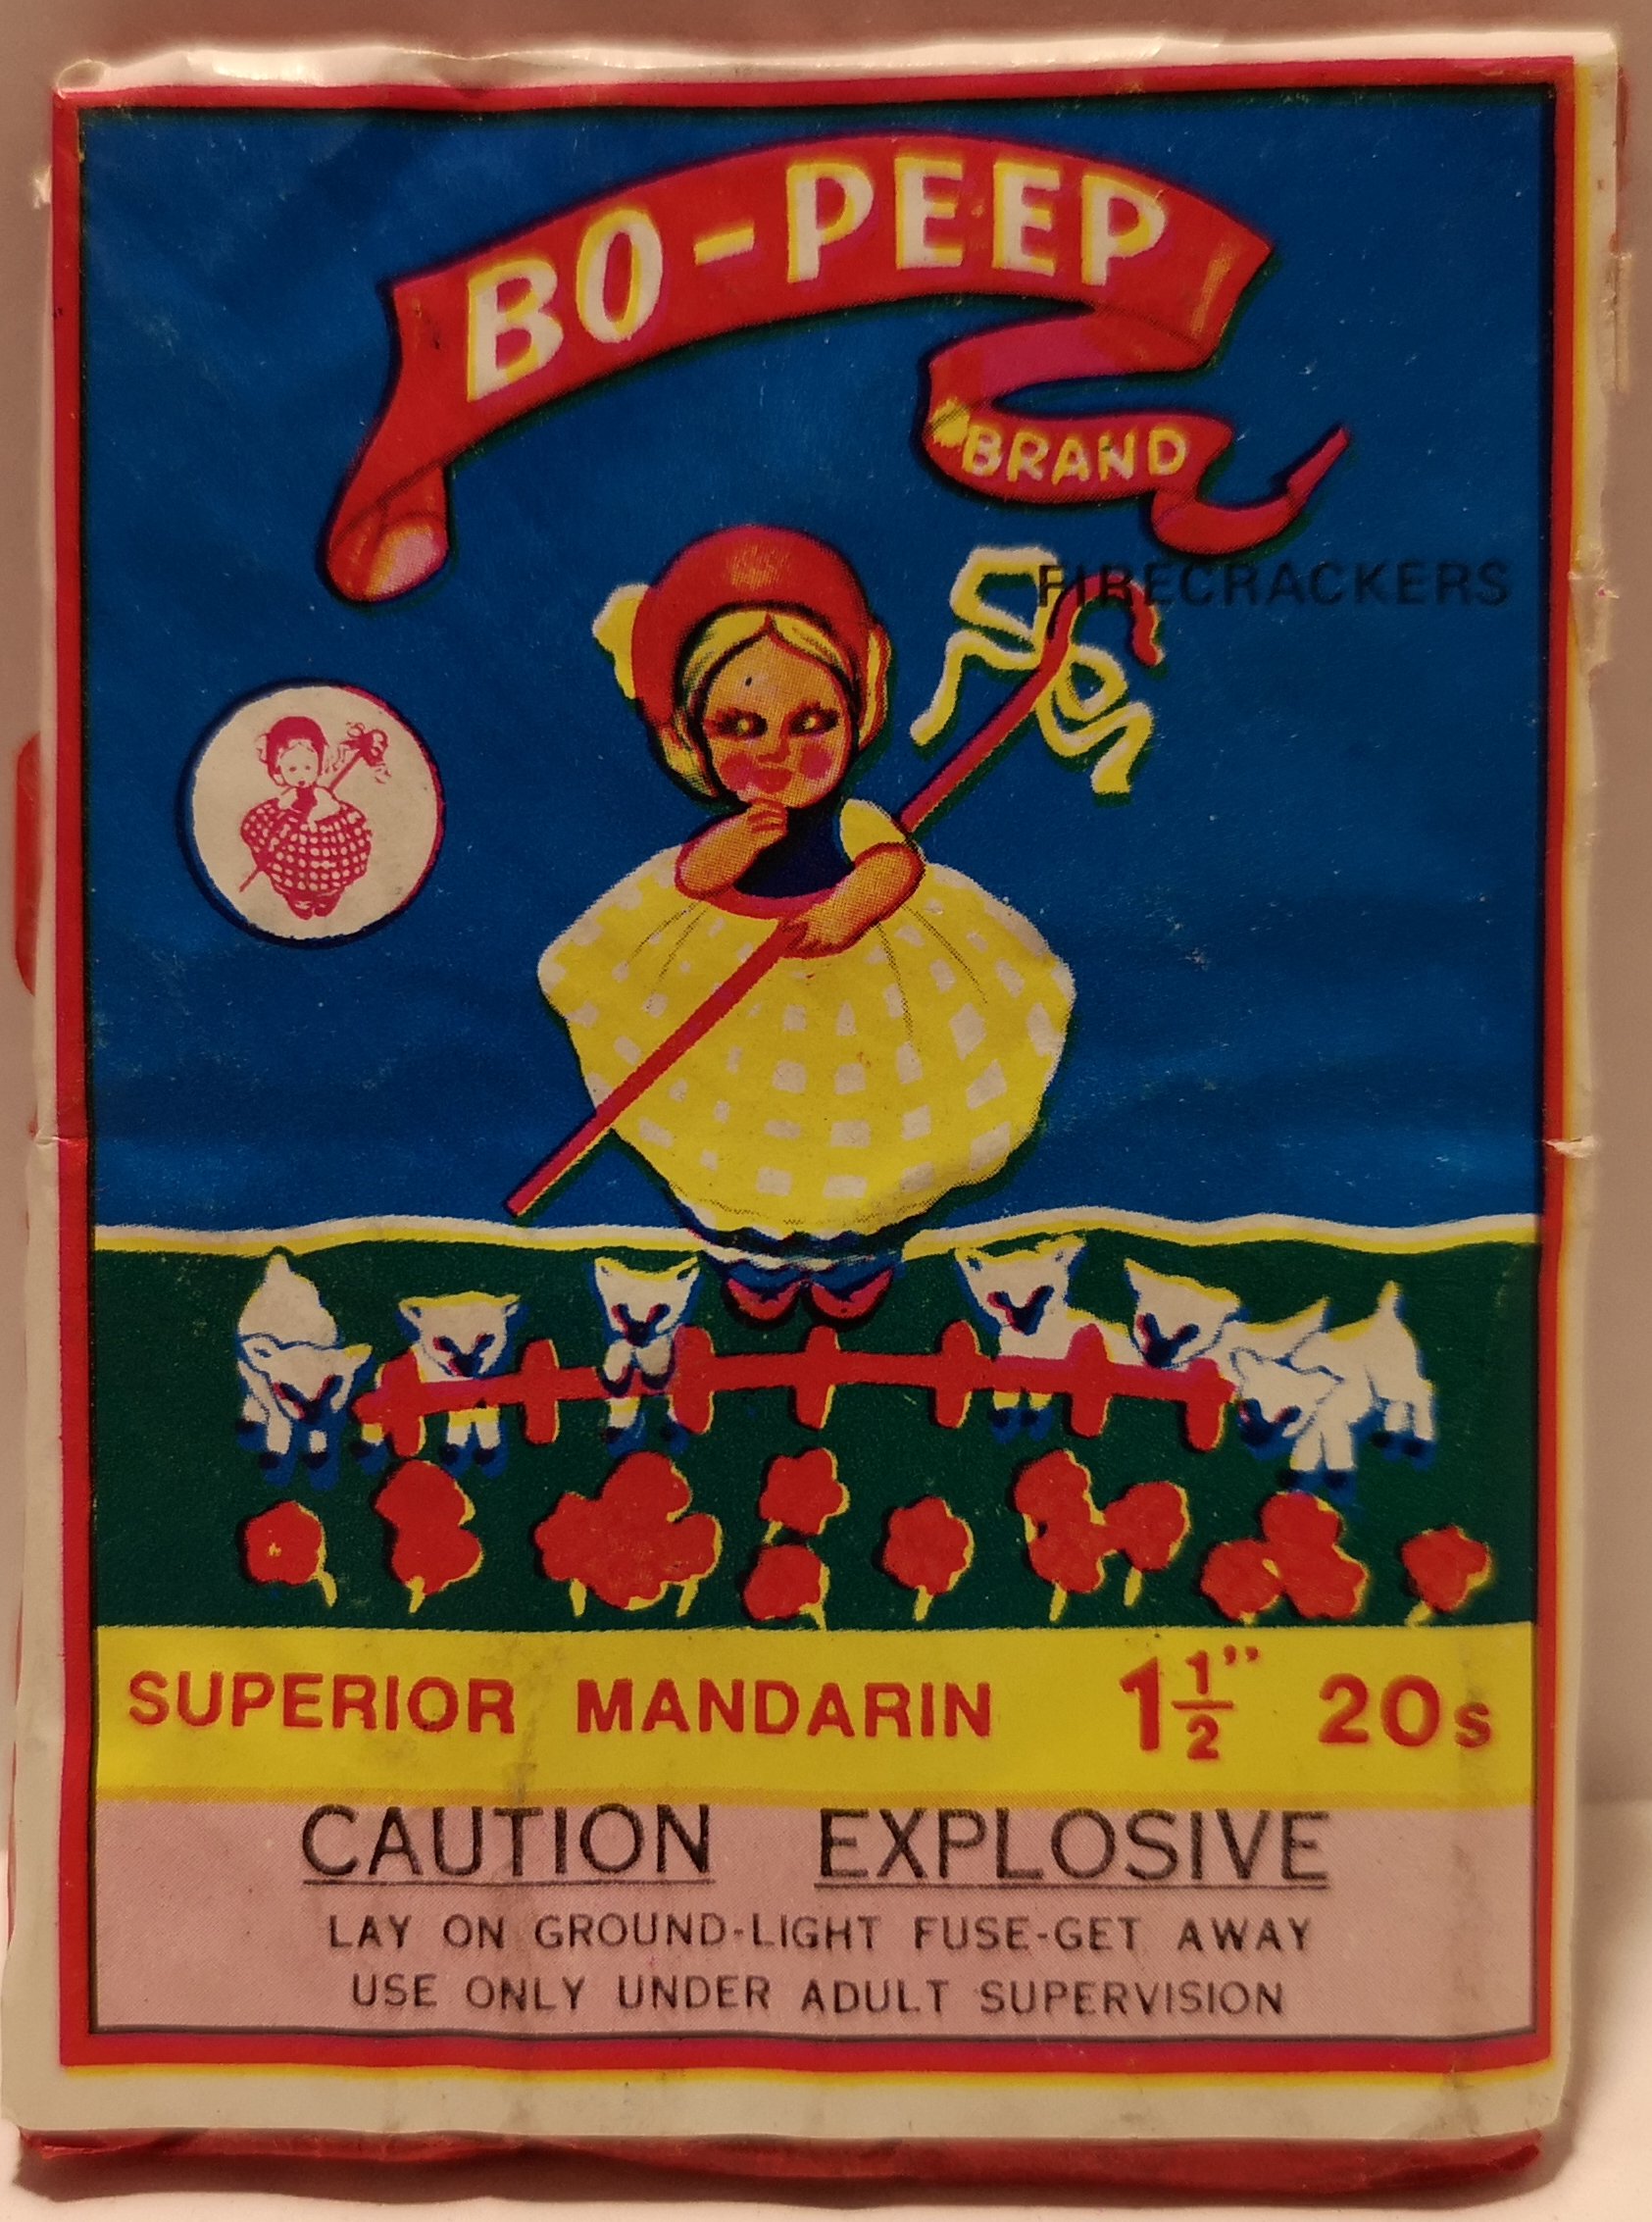 BO-PEEP
BRAND
FIRECRACKERS
SUPERIOR MANDARIN 1 1/2" 20s
CAUTION EXPLOSIVE
LAY ON GROUND-LIGHT FUSE-GET AWAY
USE ONLY UNDER ADULT SUPERVISION